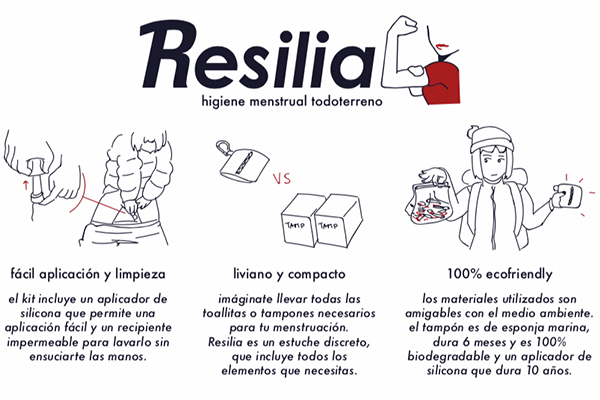 Resilia
higiene menstrual todoterreno
VS
TAMP TAMP
fácil aplicación y limpieza
el kit incluye un aplicador de
silicona que permite una
aplicación fácil y un recipiente
impermeable para lavarlo sin
ensuciarte las manos.
liviano y compacto
imáginate llevar todas las
toallitas o tampones necesarios
para tu menstruación.
Resilia es un estuche discreto,
que incluye todos los
elementos que necesitas.
100% ecofriendly
los materiales utilizados son
amigables con el medio ambiente.
el tampón es de esponja marina,
dura 6 meses y es 100%
biodegradable y un aplicador de
silicona que dura 10 años.